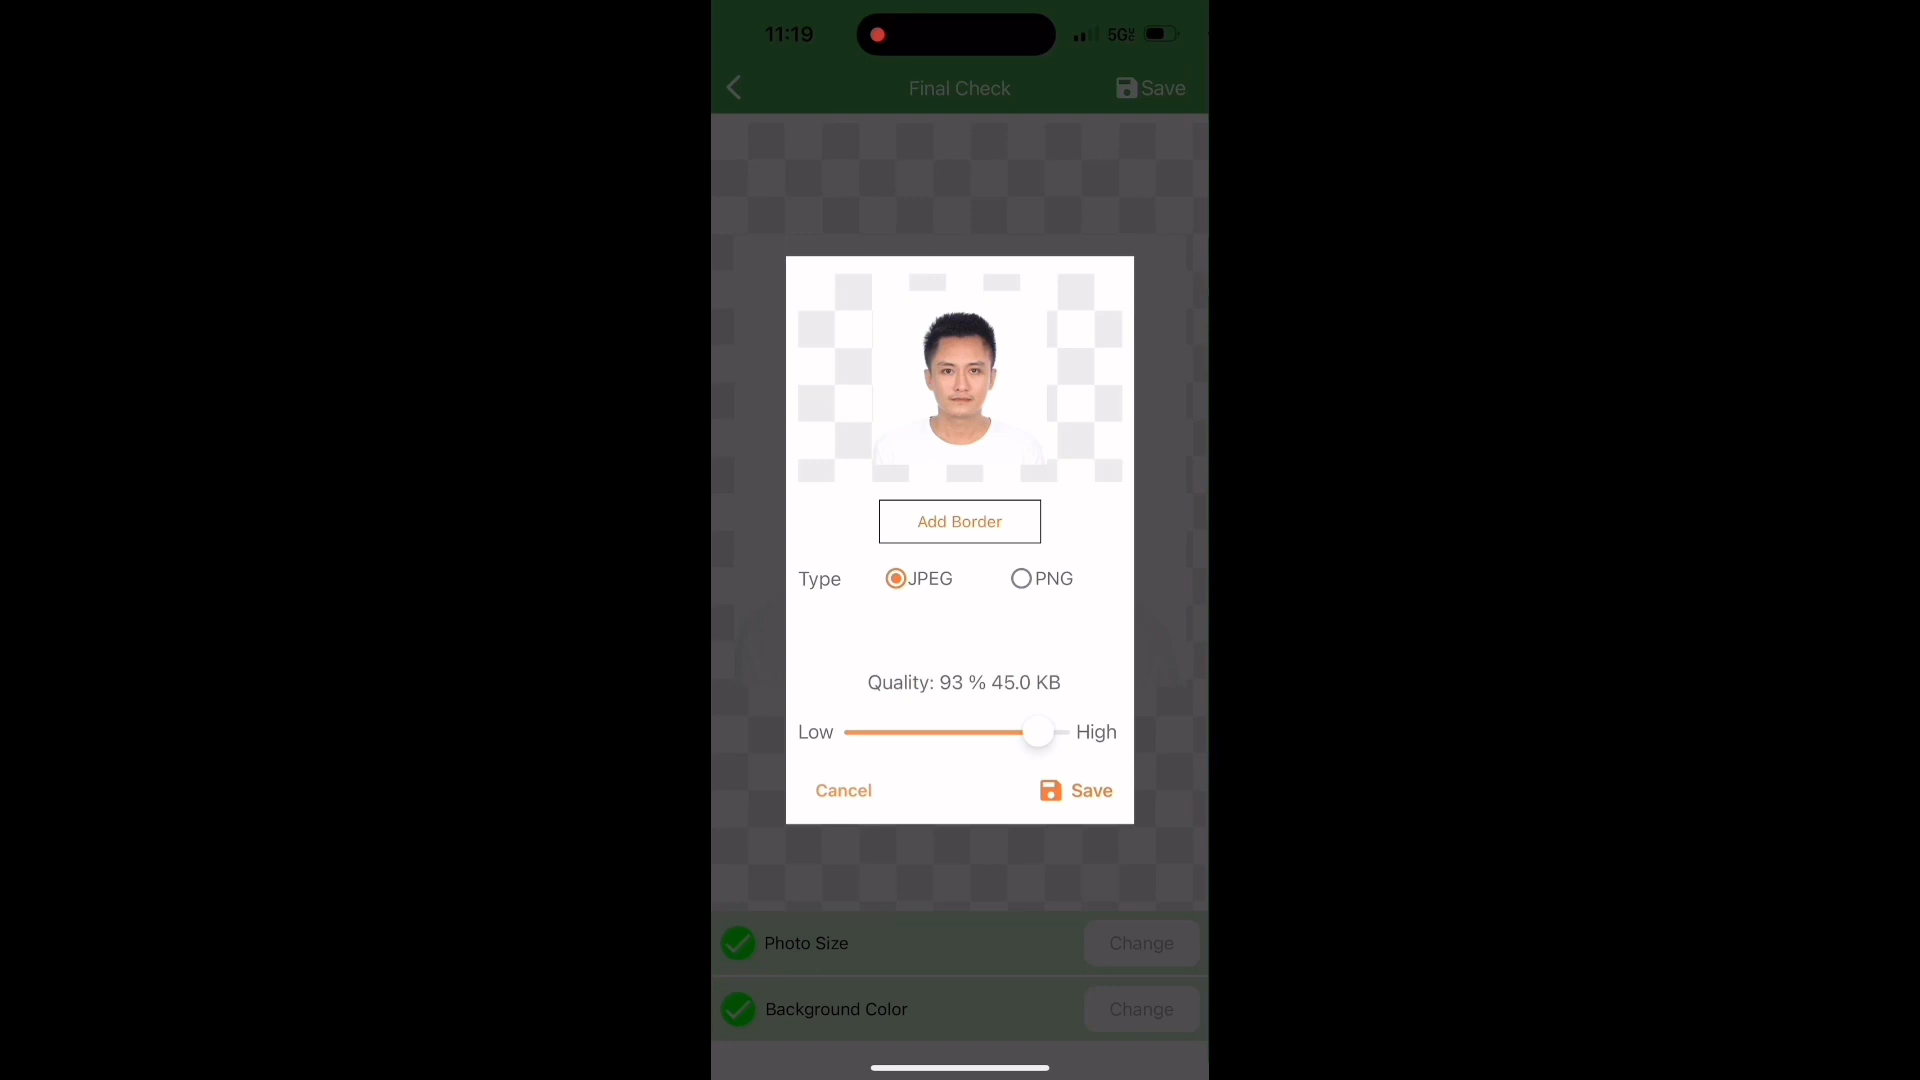 11:19
5G
Final Check
Save
Add Border
Type
JPEG
PNG
Quality: 93 % 45.0 KB
Low
High
Cancel
Save
Photo Size
Change
Background Color
Change